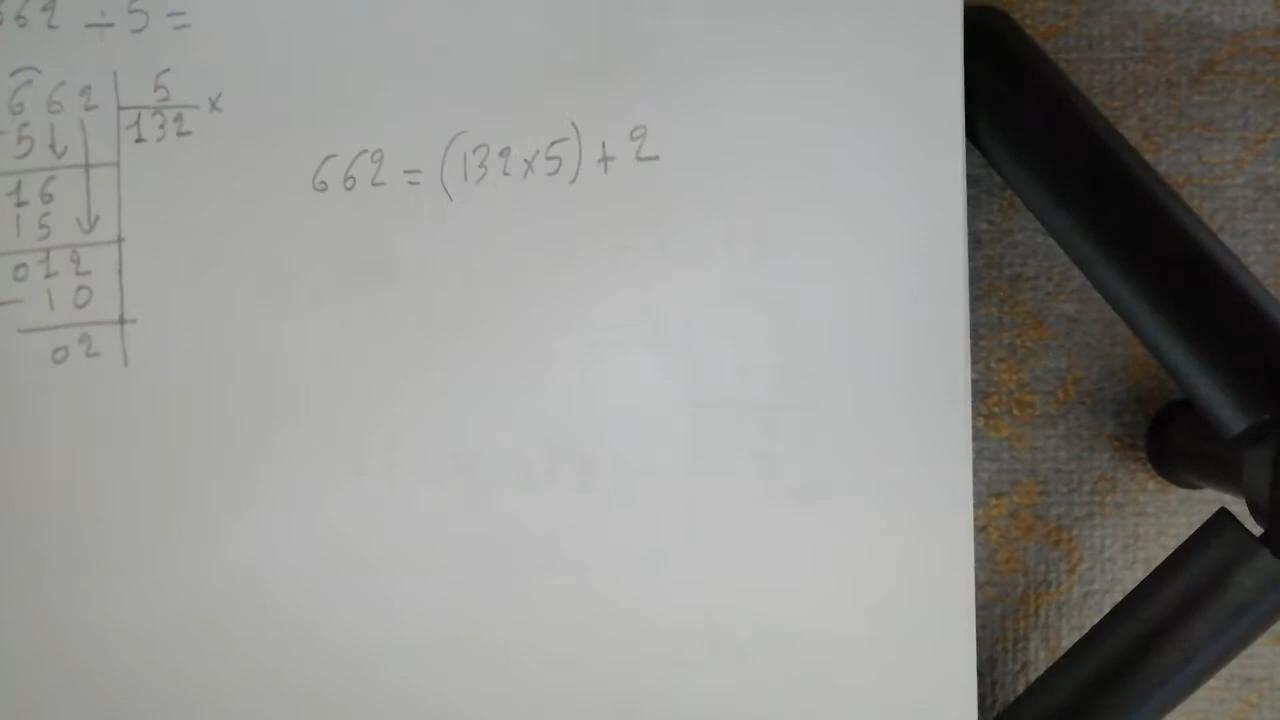 662 ÷ 5 =
662 5
5 132 ×
16
15
012
- 10
02
662 = (132×5) + 2